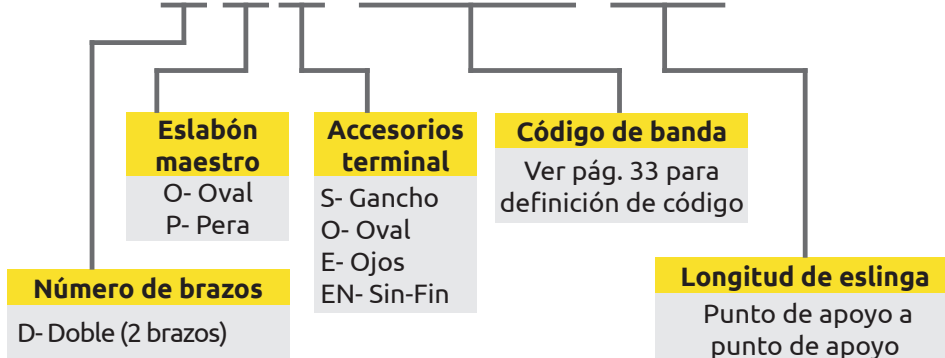 Eslabón
maestro
O- Oval
P- Pera
Accesorios
terminal
S- Gancho
O- Oval
E- Ojos
EN- Sin-Fin
Código de banda
Ver pág. 33 para
definición de código
Número de brazos
D- Doble (2 brazos)
Longitud de eslinga
Punto de apoyo a
punto de apoyo